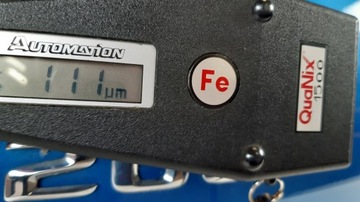 AUTOMATION
111 µm
Fe
QuaNix
1500